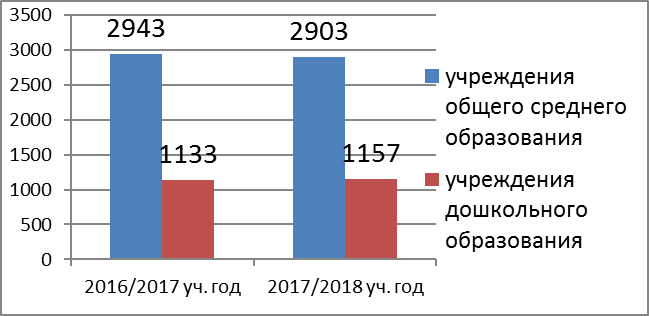 2943
2903
3500
3000
2500
2000
1500
1000
500
0
1133
1157
2016/2017 уч. год
2017/2018 уч. год
учреждения
общего среднего
образования
учреждения
дошкольного
образования